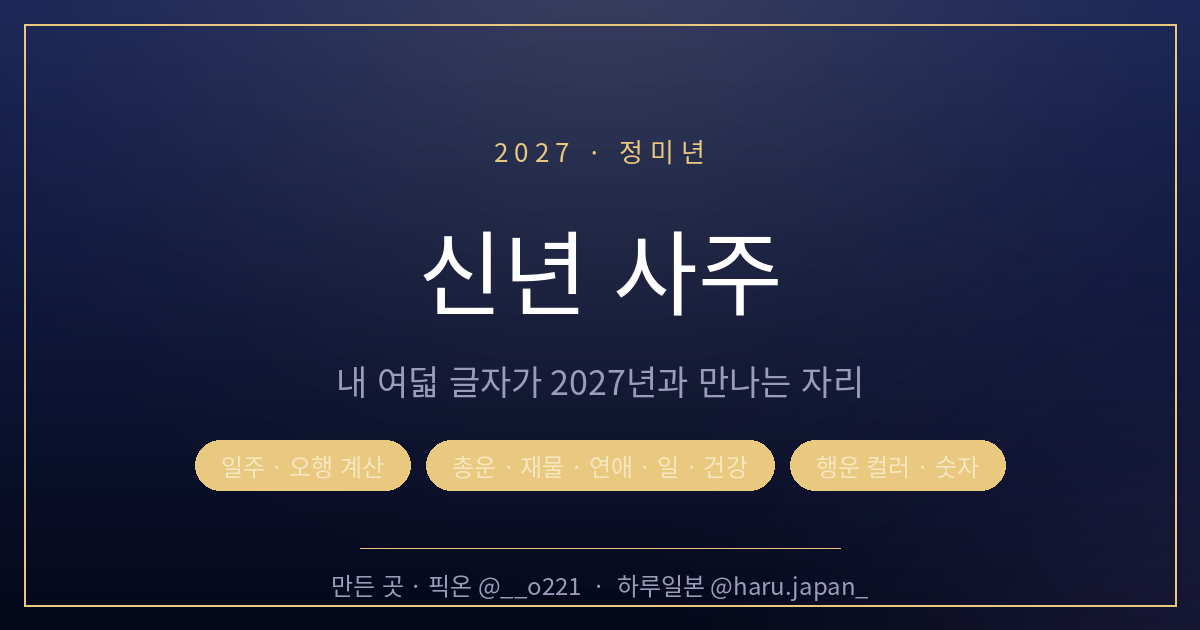 2027 · 정미년
신년 사주
내 여덟 글자가 2027년과 만나는 자리
일주 · 오행 계산
총운 · 재물 · 연애 · 일 · 건강
행운 컬러 · 숫자
만든 곳 · 픽온 @__o221 · 하루일본 @haru.japan_